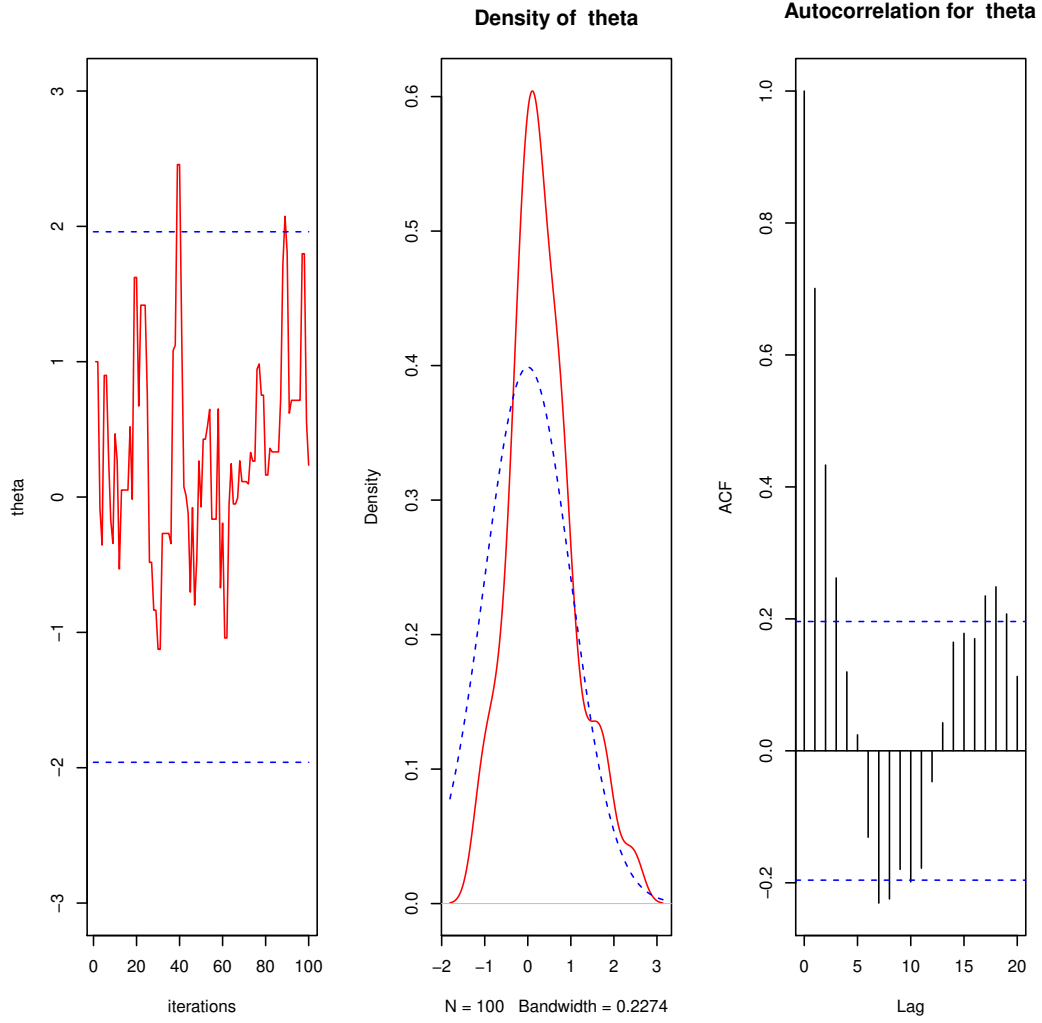 theta
3
2
1
0
−1
−2
−3
0 20 40 60 80 100
iterations
Density of theta
Density
0.6
0.5
0.4
0.3
0.2
0.1
0.0
−2 −1 0 1 2 3
N = 100 Bandwidth = 0.2274
Autocorrelation for theta
ACF
1.0
0.8
0.6
0.4
0.2
0.0
−0.2
0 5 10 15 20
Lag